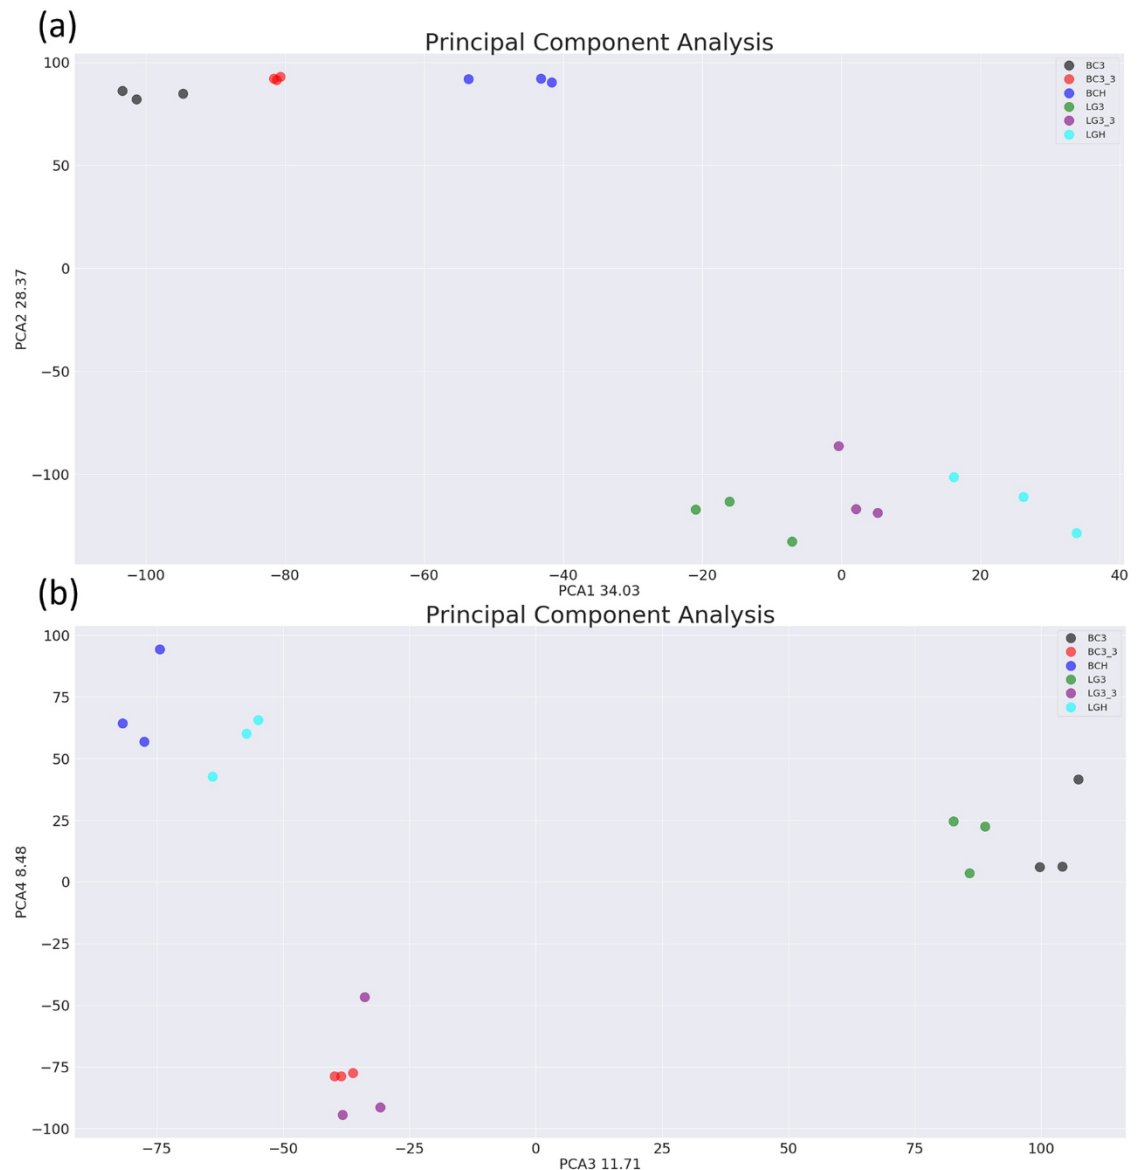 (a)
Principal Component Analysis
BC3
BC3_3
BCH
LG3
LG3_3
LGH
100
50
0
−50
−100
PCA2 28.37
−100
−80
−60
−40
−20
0
20
40
PCA1 34.03
(b)
Principal Component Analysis
BC3
BC3_3
BCH
LG3
LG3_3
LGH
100
75
50
25
0
−25
−50
−75
−100
PCA4 8.48
−75
−50
−25
0
25
50
75
100
PCA3 11.71